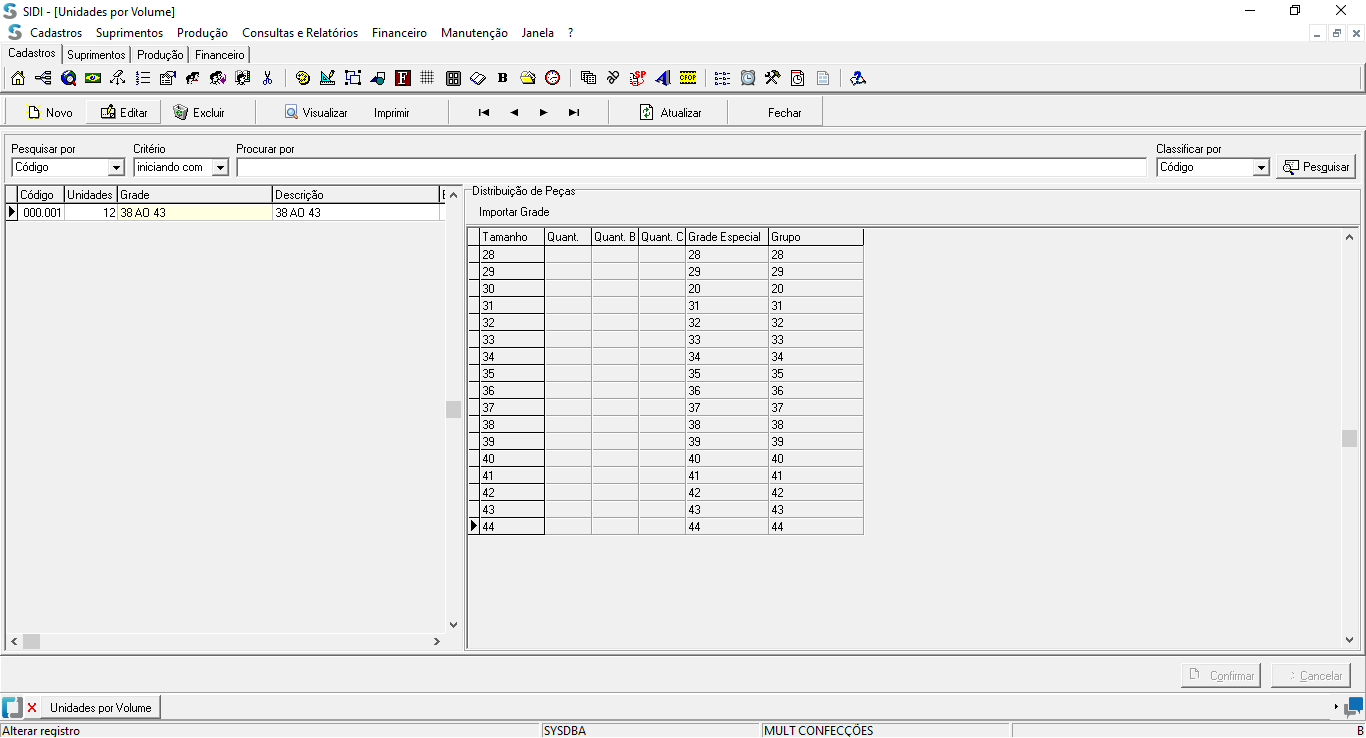 SIDI - [Unidades por Volume]
Cadastros Suprimentos Produção Consultas e Relatórios Financeiro Manutenção Janela ?
Cadastros Suprimentos Produção Financeiro
F B SP CFOP
Novo Editar Excluir Visualizar Imprimir Atualizar Fechar
Pesquisar por Critério Procurar por Classificar por
Código iniciando com Código Pesquisar
Distribuição de Peças
Código Unidades Grade Descrição E
000.001 12 38 AO 43 38 AO 43
Importar Grade
Tamanho Quant. Quant. B Quant. C Grade Especial Grupo
28 28 28
29 29 29
30 20 20
31 31 31
32 32 32
33 33 33
34 34 34
35 35 35
36 36 36
37 37 37
38 38 38
39 39 39
40 40 40
41 41 41
42 42 42
43 43 43
44 44 44
Confirmar Cancelar
Unidades por Volume
Alterar registro SYSDBA MULT CONFECÇÕES B